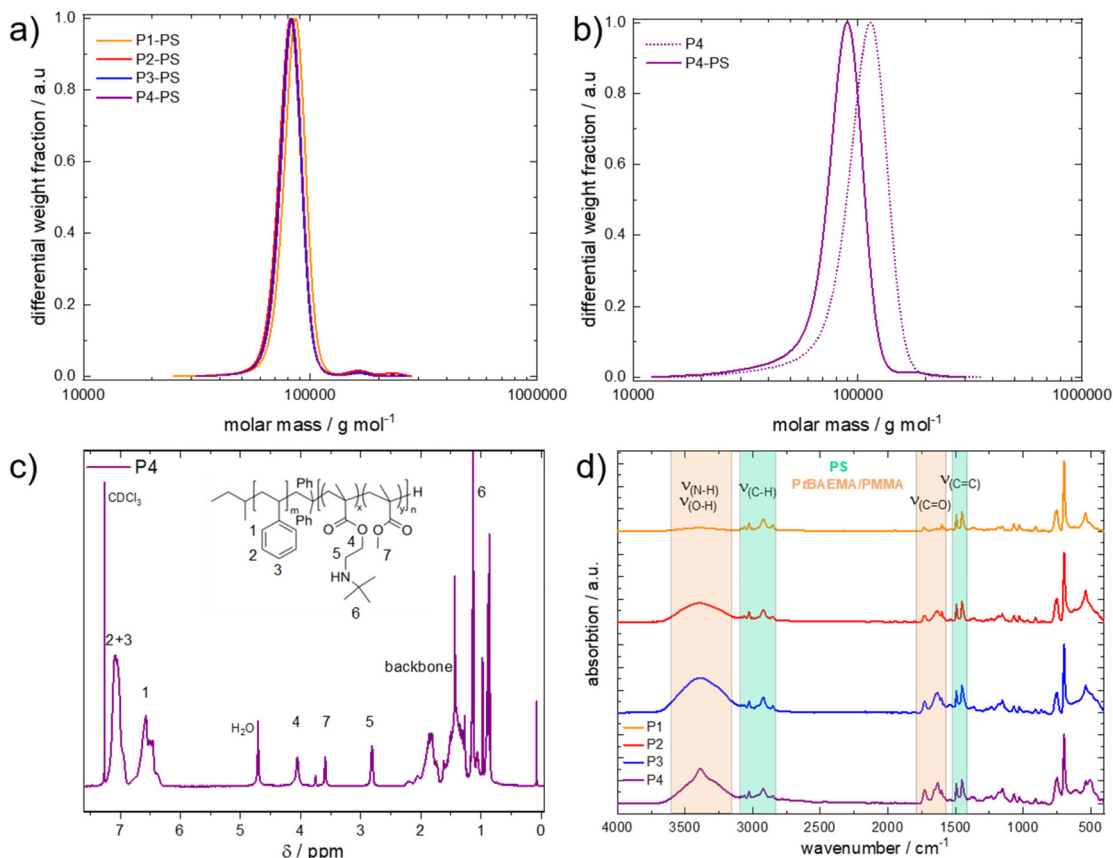 a)
differential weight fraction / a.u
1.0
0.8
0.6
0.4
0.2
0.0
P1-PS
P2-PS
P3-PS
P4-PS
10000
100000
1000000
molar mass / g mol⁻¹
b)
differential weight fraction / a.u
1.0
0.8
0.6
0.4
0.2
0.0
P4
P4-PS
10000
100000
1000000
molar mass / g mol⁻¹
c)
P4
CDCl₃
2+3
1
H₂O
4
7
5
backbone
6
Ph
Ph
m
x
y
n
H
O
O
O
O
1
2
3
4
5
7
HN
6
7
6
5
4
3
2
1
0
δ / ppm
d)
absorbtion / a.u.
PS
PtBAEMA/PMMA
ν(N-H)
ν(O-H)
ν(C-H)
ν(C=O)
ν(C=C)
P1
P2
P3
P4
4000
3500
3000
2500
2000
1500
1000
500
wavenumber / cm⁻¹